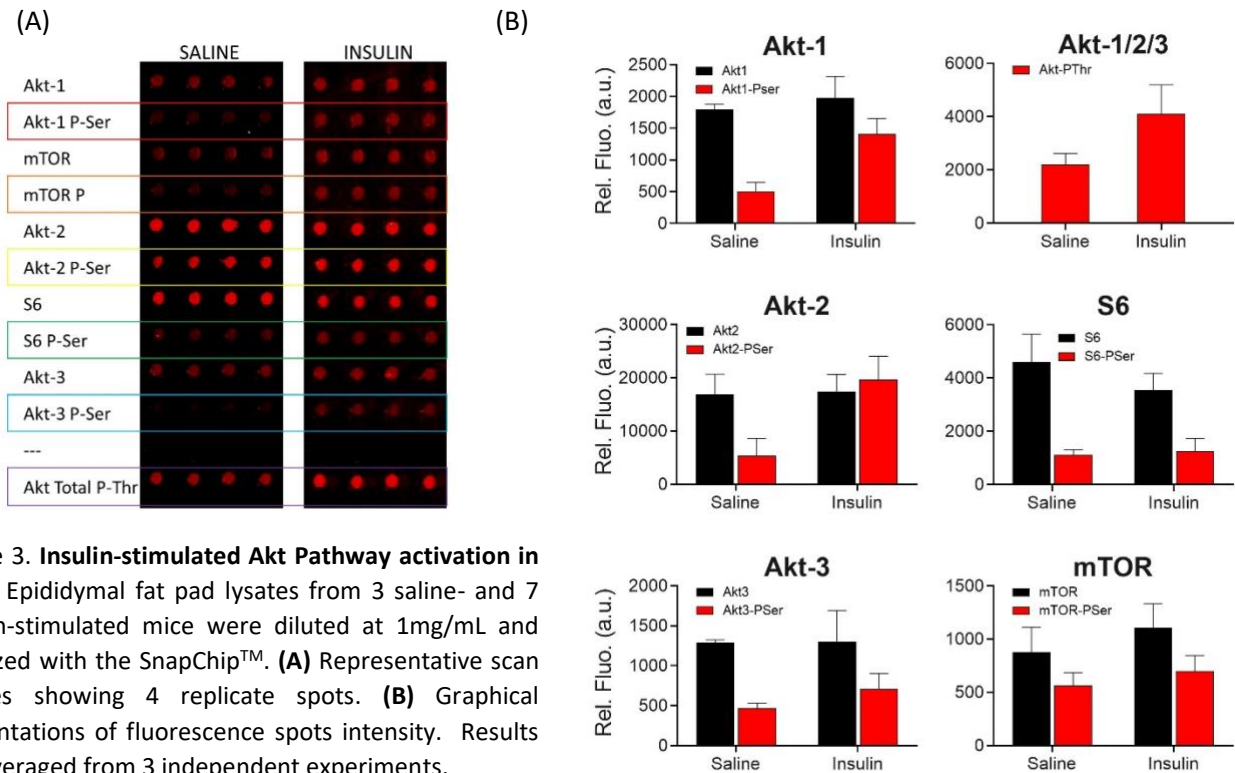 (A)
SALINE INSULIN
Akt-1
Akt-1 P-Ser
mTOR
mTOR P
Akt-2
Akt-2 P-Ser
S6
S6 P-Ser
Akt-3
Akt-3 P-Ser
---
Akt Total P-Thr
(B)
Akt-1
Rel. Fluo. (a.u.)
2500
2000
1500
1000
500
0
Akt1
Akt1-Pser
Saline Insulin
Akt-1/2/3
6000
4000
2000
0
Akt-PThr
Saline Insulin
Akt-2
Rel. Fluo. (a.u.)
30000
20000
10000
0
Akt2
Akt2-PSer
Saline Insulin
S6
6000
4000
2000
0
S6
S6-PSer
Saline Insulin
Akt-3
Rel. Fluo. (a.u.)
2000
1500
1000
500
0
Akt3
Akt3-PSer
Saline Insulin
mTOR
1500
1000
500
0
mTOR
mTOR-PSer
Saline Insulin
3. Insulin-stimulated Akt Pathway activation in
Epididymal fat pad lysates from 3 saline- and 7
-stimulated mice were diluted at 1mg/mL and
with the SnapChip™. (A) Representative scan
showing 4 replicate spots. (B) Graphical
of fluorescence spots intensity. Results
from 3 independent experiments.